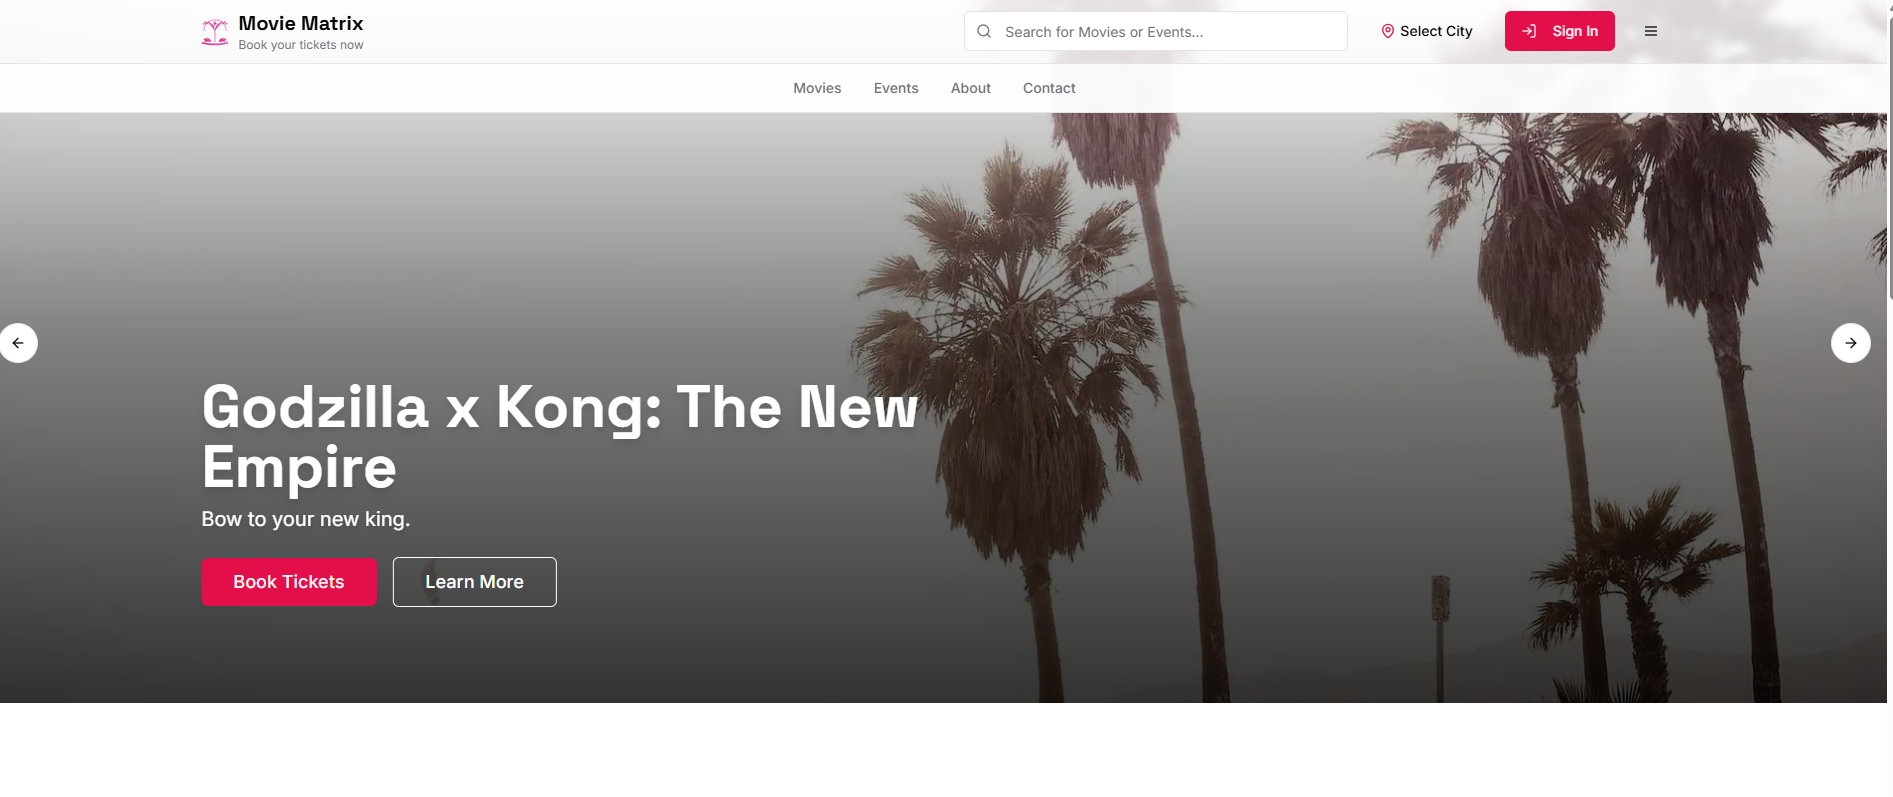 Movie Matrix
Book your tickets now
Search for Movies or Events...
Select City
Sign In
Movies
Events
About
Contact
Godzilla x Kong: The New
Empire
Bow to your new king.
Book Tickets
Learn More